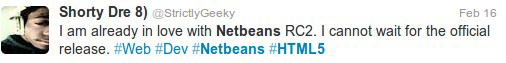 Shorty Dre 8) @StrictlyGeeky Feb 16
I am already in love with Netbeans RC2. I cannot wait for the official
release. #Web #Dev #Netbeans #HTML5